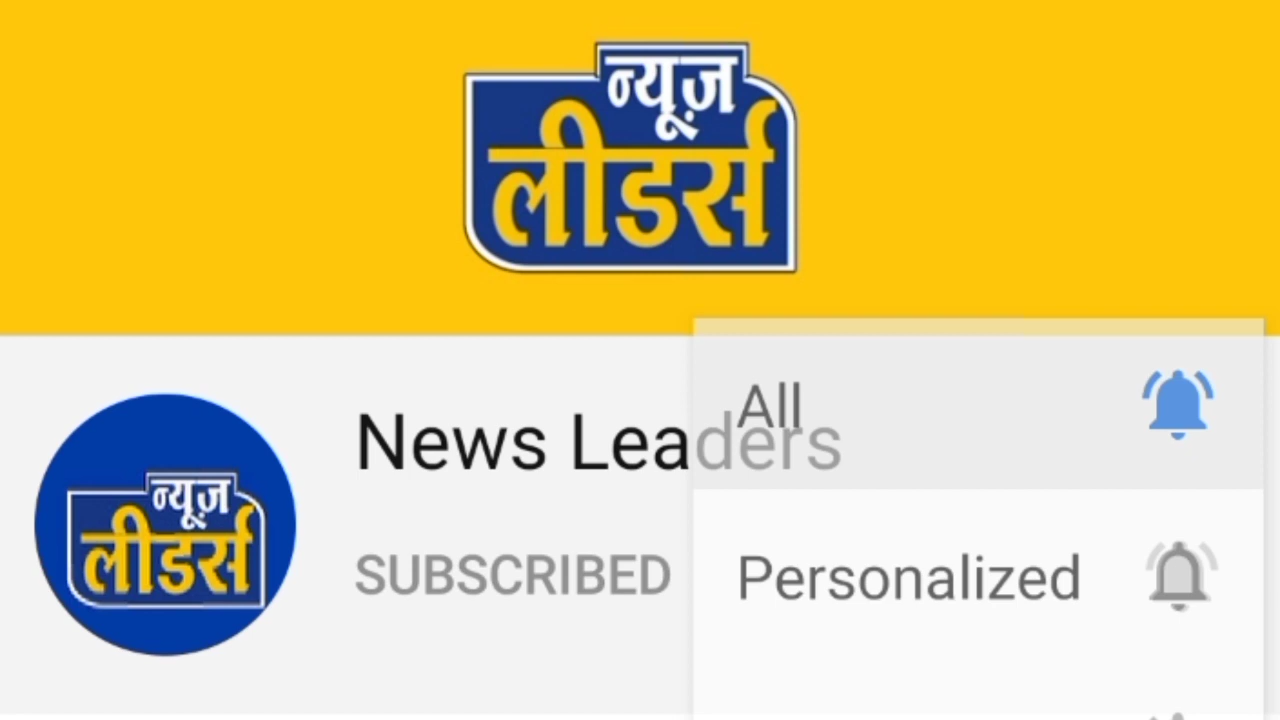 न्यूज़
लीडर्स
All
News Leaders
न्यूज़
लीडर्स
SUBSCRIBED
Personalized